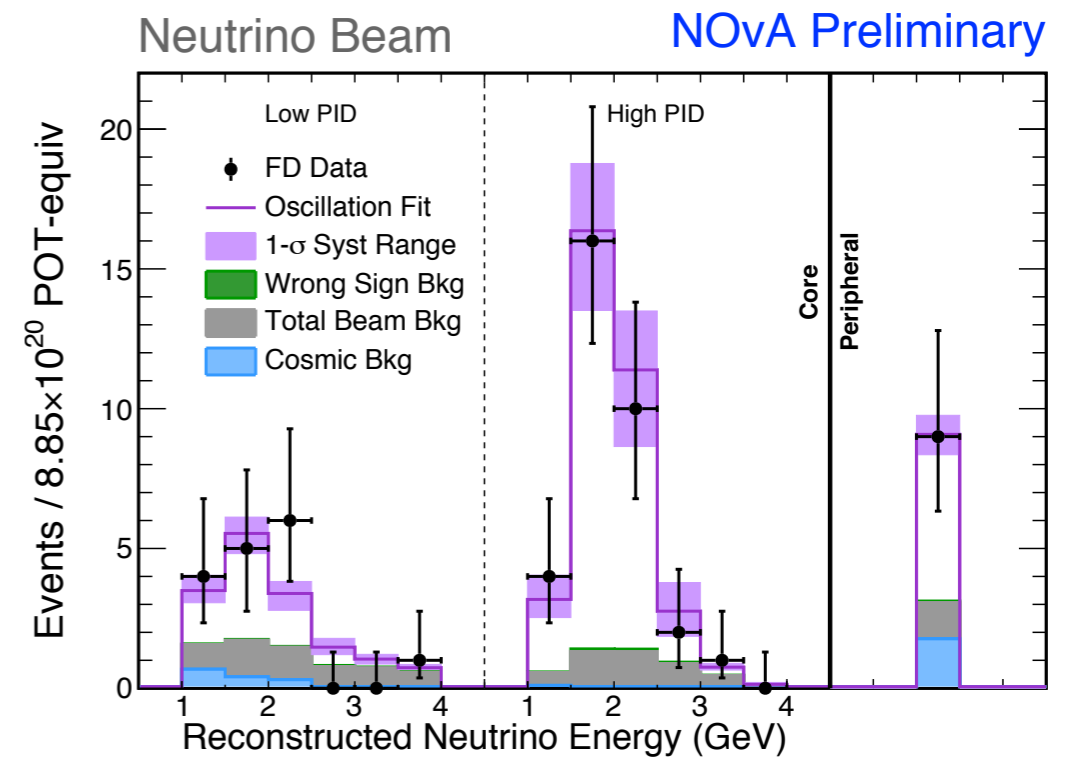 Neutrino Beam
NOvA Preliminary
Low PID
High PID
FD Data
Oscillation Fit
1-σ Syst Range
Wrong Sign Bkg
Total Beam Bkg
Cosmic Bkg
Core
Peripheral
Events / 8.85×10²⁰ POT-equiv
20
15
10
5
0
1 2 3 4 1 2 3 4
Reconstructed Neutrino Energy (GeV)